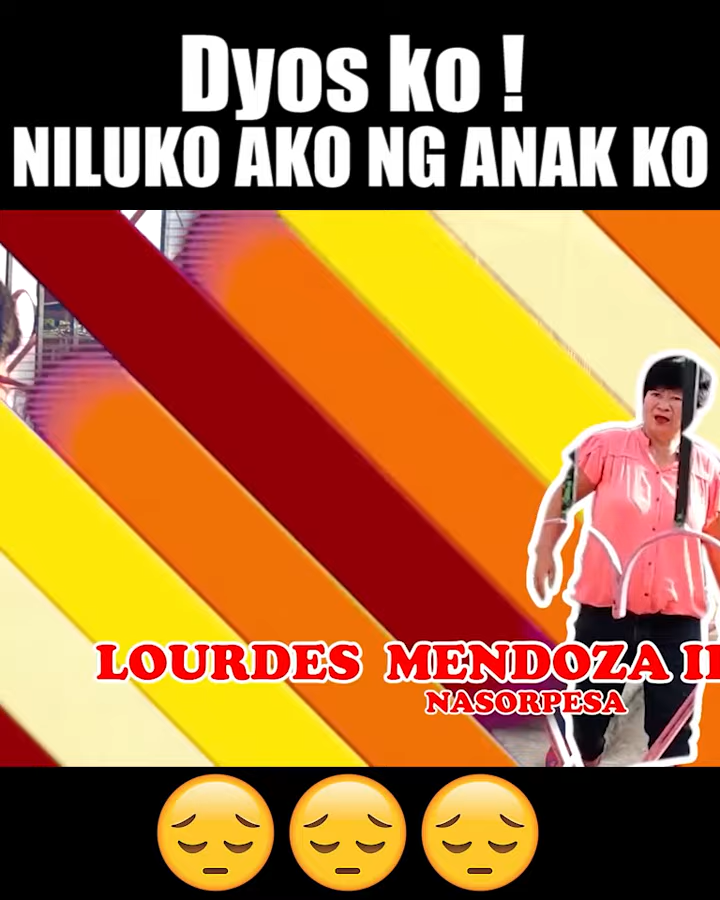 Dyos ko !
NILUKO AKO NG ANAK KO
LOURDES MENDOZA
NASORPESA